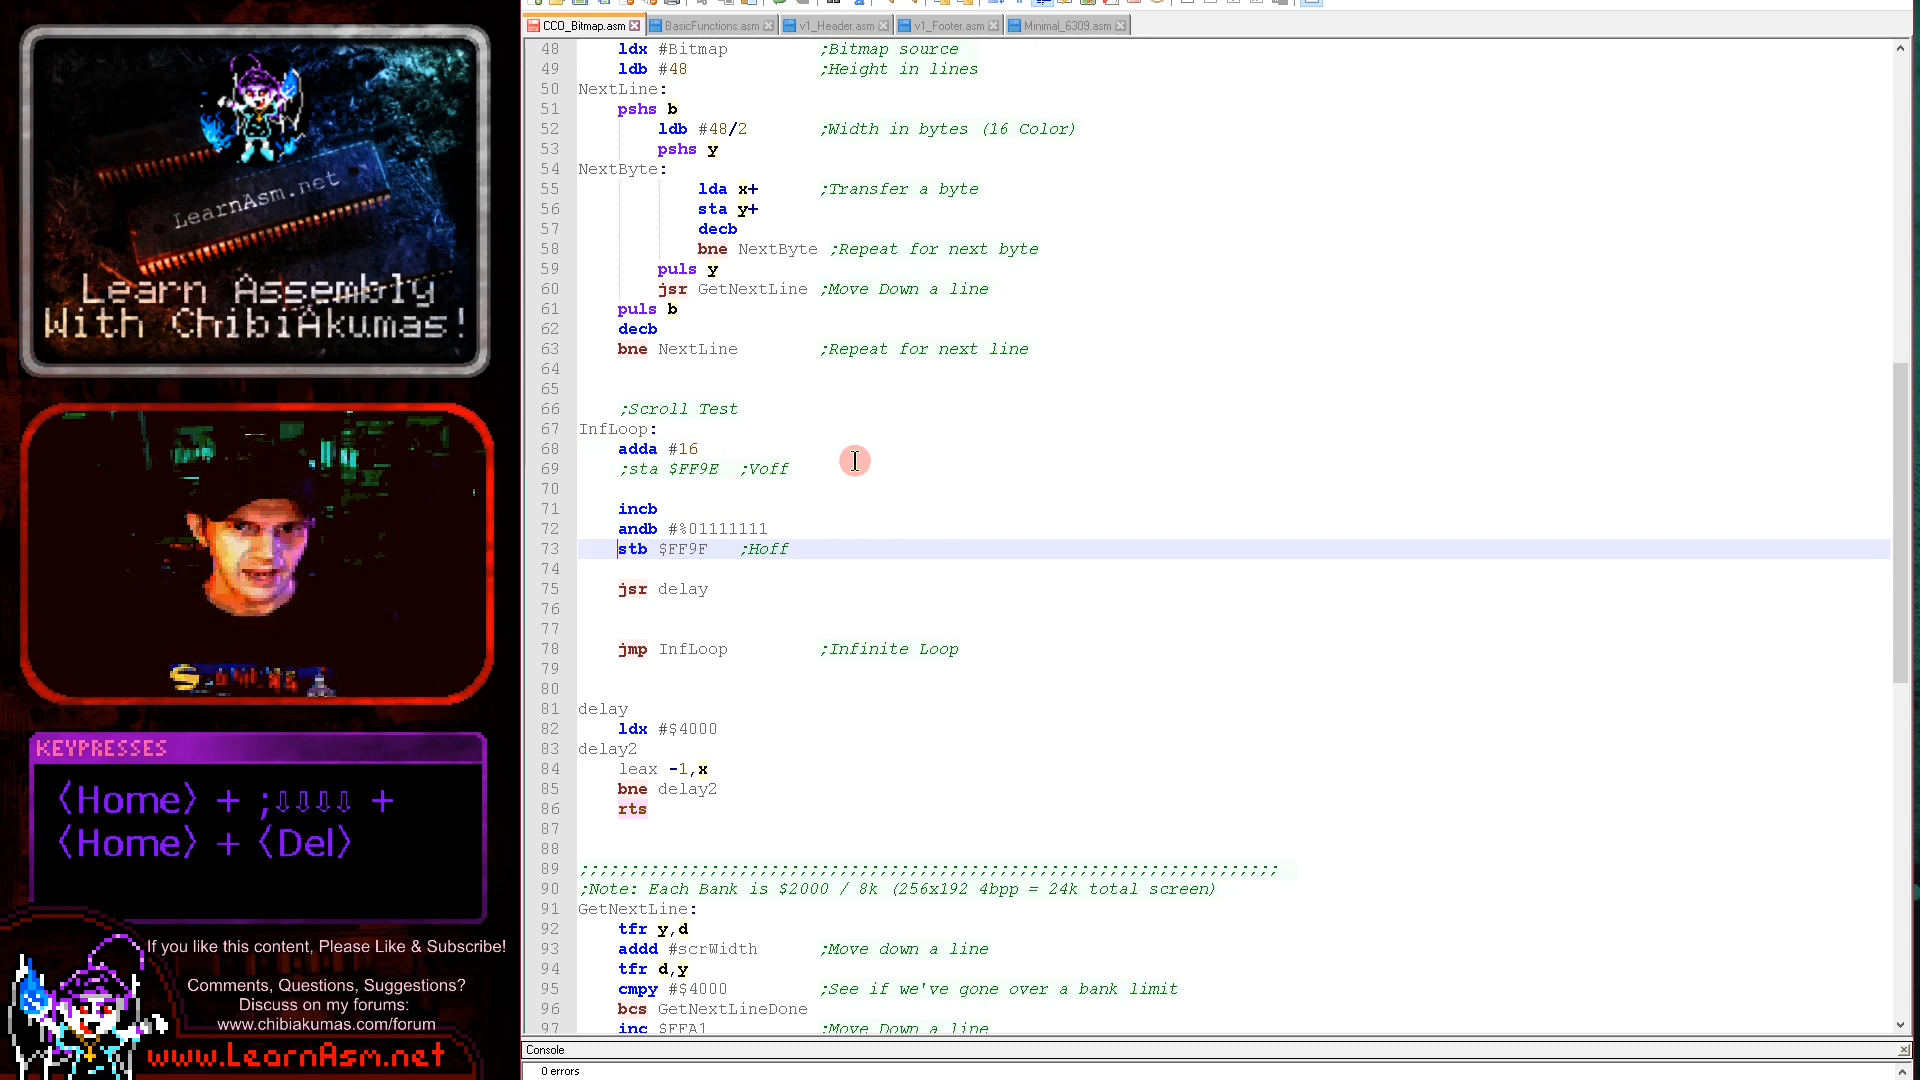 LearnAsm.net
Learn Assembly
With ChibiAkumas!
KEYPRESSES
〈Home〉 + ;⇩⇩⇩⇩ +
〈Home〉 + 〈Del〉
If you like this content, Please Like & Subscribe!
Comments, Questions, Suggestions?
Discuss on my forums:
www.chibiakumas.com/forum
www.LearnAsm.net
CCO_Bitmap.asm BasicFunctions.asm v1_Header.asm v1_Footer.asm Minimal_6309.asm
48 ldx #Bitmap ;Bitmap source
49 ldb #48 ;Height in lines
50 NextLine:
51 pshs b
52 ldb #48/2 ;Width in bytes (16 Color)
53 pshs y
54 NextByte:
55 lda x+ ;Transfer a byte
56 sta y+
57 decb
58 bne NextByte ;Repeat for next byte
59 puls y
60 jsr GetNextLine ;Move Down a line
61 puls b
62 decb
63 bne NextLine ;Repeat for next line
64
65
66 ;Scroll Test
67 InfLoop:
68 adda #16
69 ;sta $FF9E ;Voff
70
71 incb
72 andb #%01111111
73 stb $FF9F ;Hoff
74
75 jsr delay
76
77
78 jmp InfLoop ;Infinite Loop
79
80
81 delay
82 ldx #$4000
83 delay2
84 leax -1,x
85 bne delay2
86 rts
87
88
89 ;;;;;;;;;;;;;;;;;;;;;;;;;;;;;;;;;;;;;;;;;;;;;;;;;;;;;;;;;;;;;;;;;;;;;;
90 ;Note: Each Bank is $2000 / 8k (256x192 4bpp = 24k total screen)
91 GetNextLine:
92 tfr y,d
93 addd #scrWidth ;Move down a line
94 tfr d,y
95 cmpy #$4000 ;See if we've gone over a bank limit
96 bcs GetNextLineDone
97 inc $FFA1 ;Move Down a line
Console
0 errors